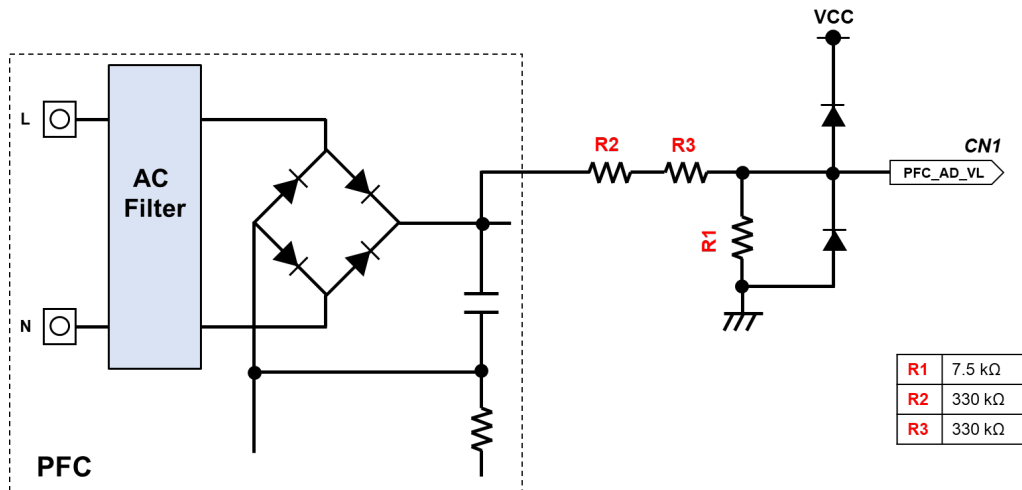 VCC
L
AC
Filter
R2
R3
CN1
PFC_AD_VL
R1
N
R1 7.5 kΩ
R2 330 kΩ
R3 330 kΩ
PFC